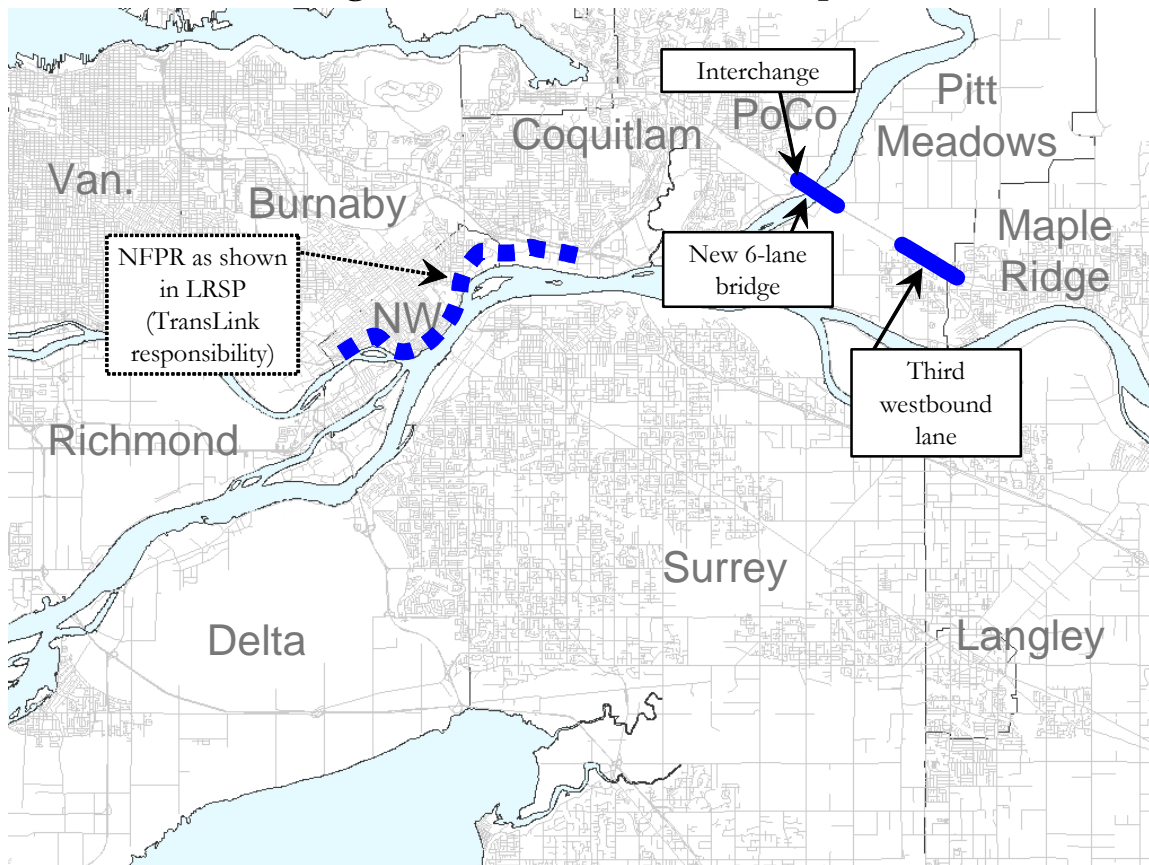 Interchange
PoCo
Pitt
Meadows
Coquitlam
Van.
Burnaby
Maple
Ridge
NFPR as shown
in LRSP
(TransLink
responsibility)
New 6-lane
bridge
NW
Third
westbound
lane
Richmond
Surrey
Delta
Langley